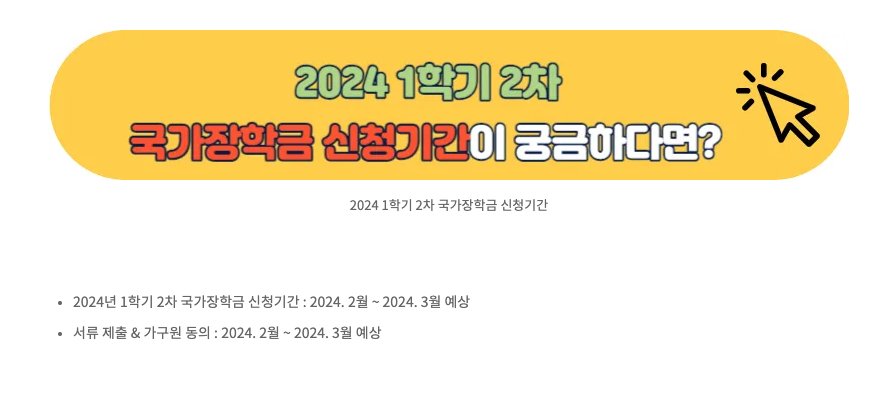 2024 1학기 2차
국가장학금 신청기간이 궁금하다면?
2024 1학기 2차 국가장학금 신청기간
• 2024년 1학기 2차 국가장학금 신청기간 : 2024. 2월 ~ 2024. 3월 예상
• 서류 제출 & 가구원 동의 : 2024. 2월 ~ 2024. 3월 예상